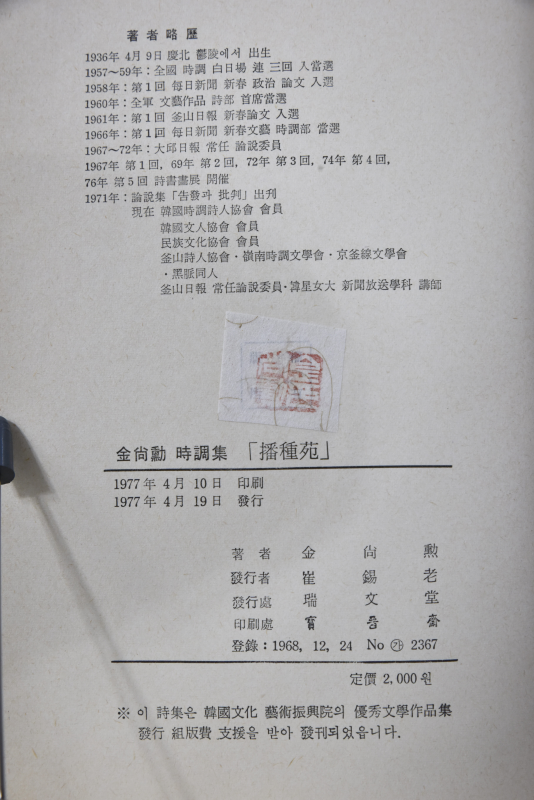 著者略歷
1936年 4月 9日 慶北 鬱陵에서 出生
1957～59年：全國 時調 白日場 連 三回 入當選
1958年：第1回 每日新聞 新春 政治 論文 入選
1960年：全軍 文藝作品 詩部 首席當選
1961年：第1回 釜山日報 新春論文 入選
1966年：第1回 每日新聞 新春文藝 時調部 當選
1967～72年：大邱日報 常任 論說委員
1967年 第1回, 69年 第2回, 72年 第3回, 74年 第4回,
76年 第5回 詩書畫展 開催
1971年：論說集「告發과 批判」出刊
現在 韓國時調詩人協會 會員
韓國文人協會 會員
民族文化協會 會員
釜山詩人協會・嶺南時調文學會・京釜線文學會
・黑脈同人
釜山日報 常任論說委員・
星女大 新聞放送學科 講師
金尙勳 時調集 「播種苑」
1977年 4月 10日 印刷
1977年 4月 19日 發行
著者 金尙勳
發行者 崔錫老
發行處 瑞文堂
印刷處 寶晉齋
登錄：1968, 12, 24 No ㉮ 2367
定價 2,000원
※ 이 詩集은 韓國文化 藝術振興院의 優秀文學作品集
發行 組版費 支援을 받아 發刊되었읍니다.